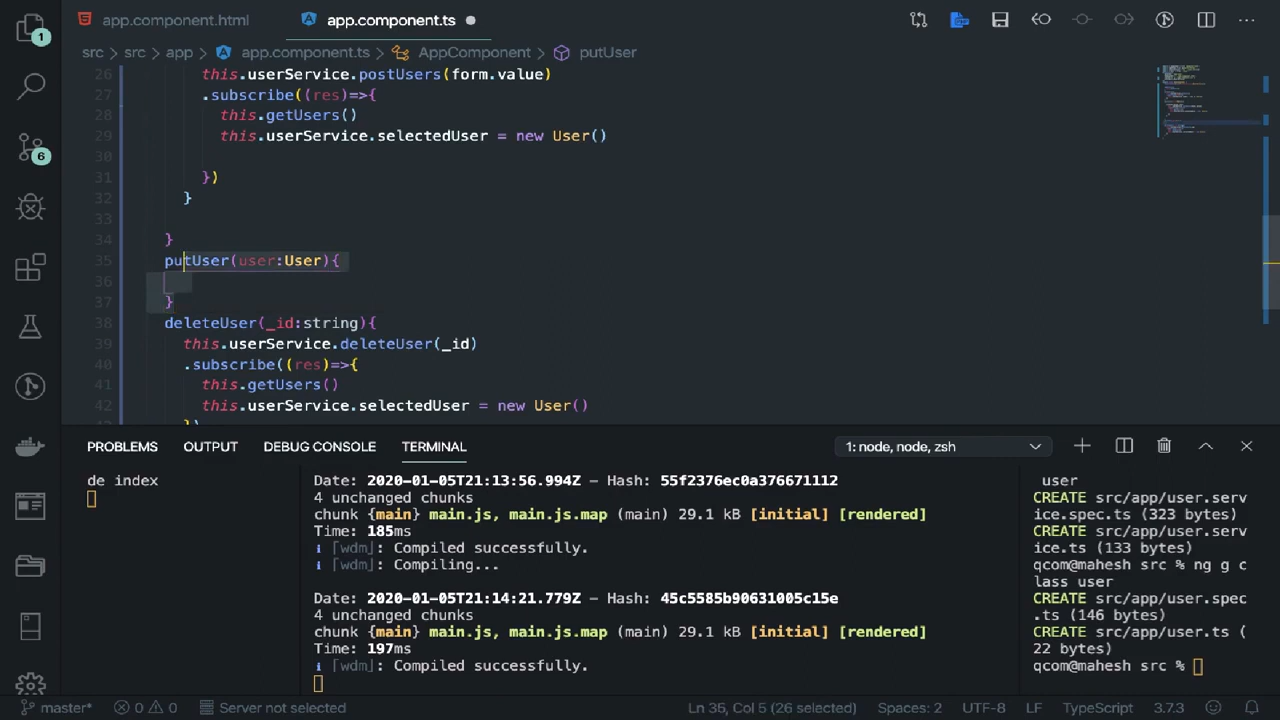 app.component.html
app.component.ts
src > src > app > app.component.ts > AppComponent > putUser
1
6
26 this.userService.postUsers(form.value)
27 .subscribe((res)=>{
28 this.getUsers()
29 this.userService.selectedUser = new User()
30
31 })
32 }
33
34 }
35 putUser(user:User){
36
37 }
38 deleteUser(_id:string){
39 this.userService.deleteUser(_id)
40 .subscribe((res)=>{
41 this.getUsers()
42 this.userService.selectedUser = new User()
PROBLEMS OUTPUT DEBUG CONSOLE TERMINAL
1: node, node, zsh
de index
Date: 2020-01-05T21:13:56.994Z – Hash: 55f2376ec0a376671112
4 unchanged chunks
chunk {main} main.js, main.js.map (main) 29.1 kB [initial] [rendered]
Time: 185ms
ℹ ｢wdm｣: Compiled successfully.
ℹ ｢wdm｣: Compiling...
Date: 2020-01-05T21:14:21.779Z – Hash: 45c5585b90631005c15e
4 unchanged chunks
chunk {main} main.js, main.js.map (main) 29.1 kB [initial] [rendered]
Time: 197ms
ℹ ｢wdm｣: Compiled successfully.
user
CREATE src/app/user.serv
ice.spec.ts (323 bytes)
CREATE src/app/user.serv
ice.ts (133 bytes)
qcom@mahesh src % ng g c
lass user
CREATE src/app/user.spec
.ts (146 bytes)
CREATE src/app/user.ts (
22 bytes)
qcom@mahesh src %
master* 0 0 Server not selected Ln 35, Col 5 (26 selected) Spaces: 2 UTF-8 LF TypeScript 3.7.3